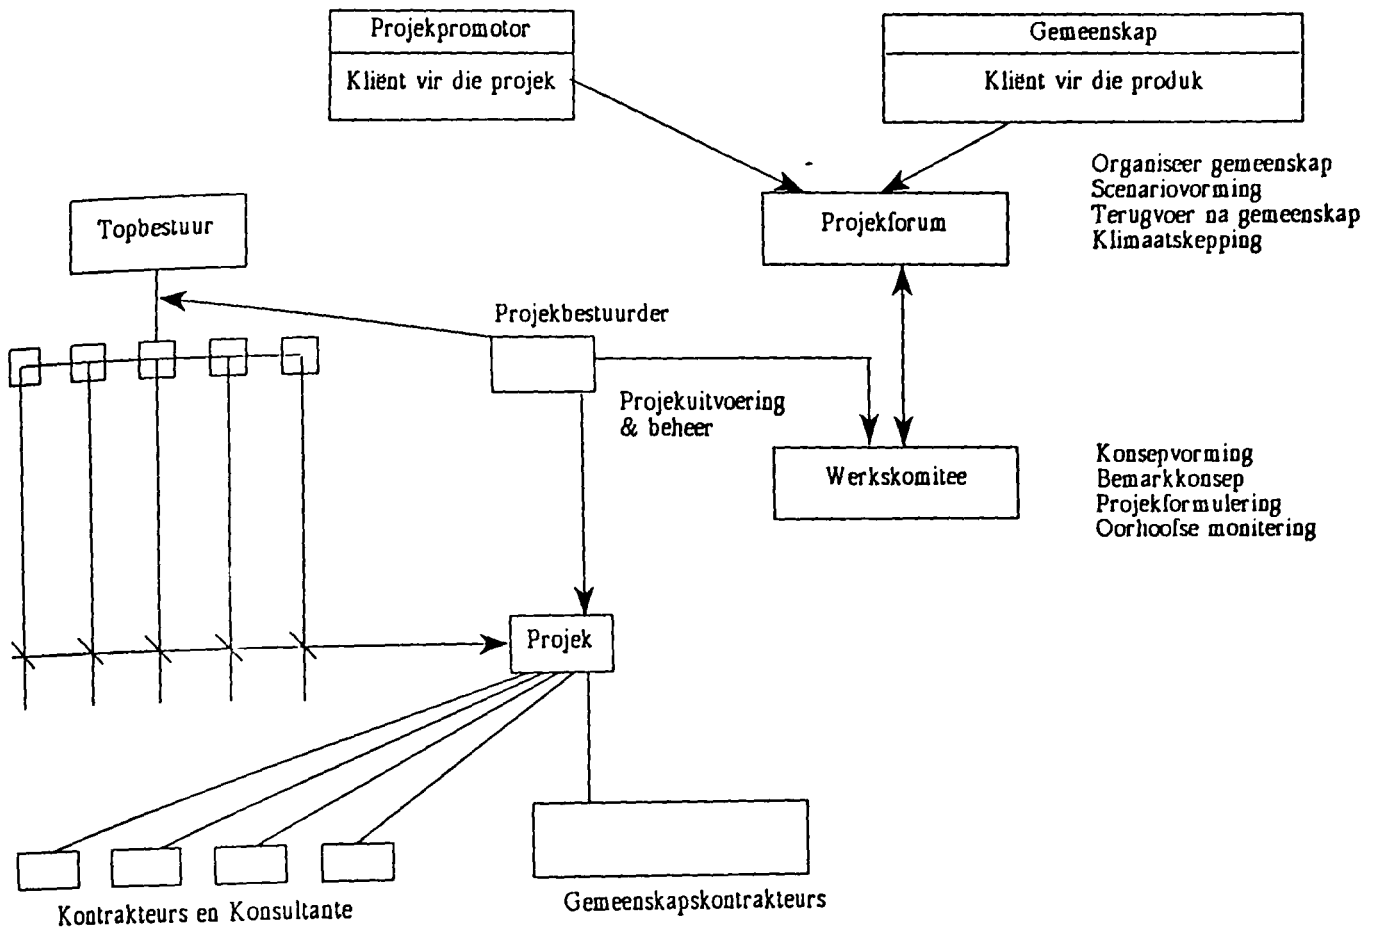 Projekpromotor
Kliënt vir die projek
Gemeenskap
Kliënt vir die produk
Organiseer gemeenskap
Scenariovorming
Terugvoer na gemeenskap
Klimaatskepping
Projekforum
Topbestuur
Projekbestuurder
Projekuitvoering
& beheer
Werkskomitee
Konsepvorming
Bemarkkonsep
Projekformulering
Oorhoofse monitering
Projek
Kontrakteurs en Konsultante
Gemeenskapskontrakteurs